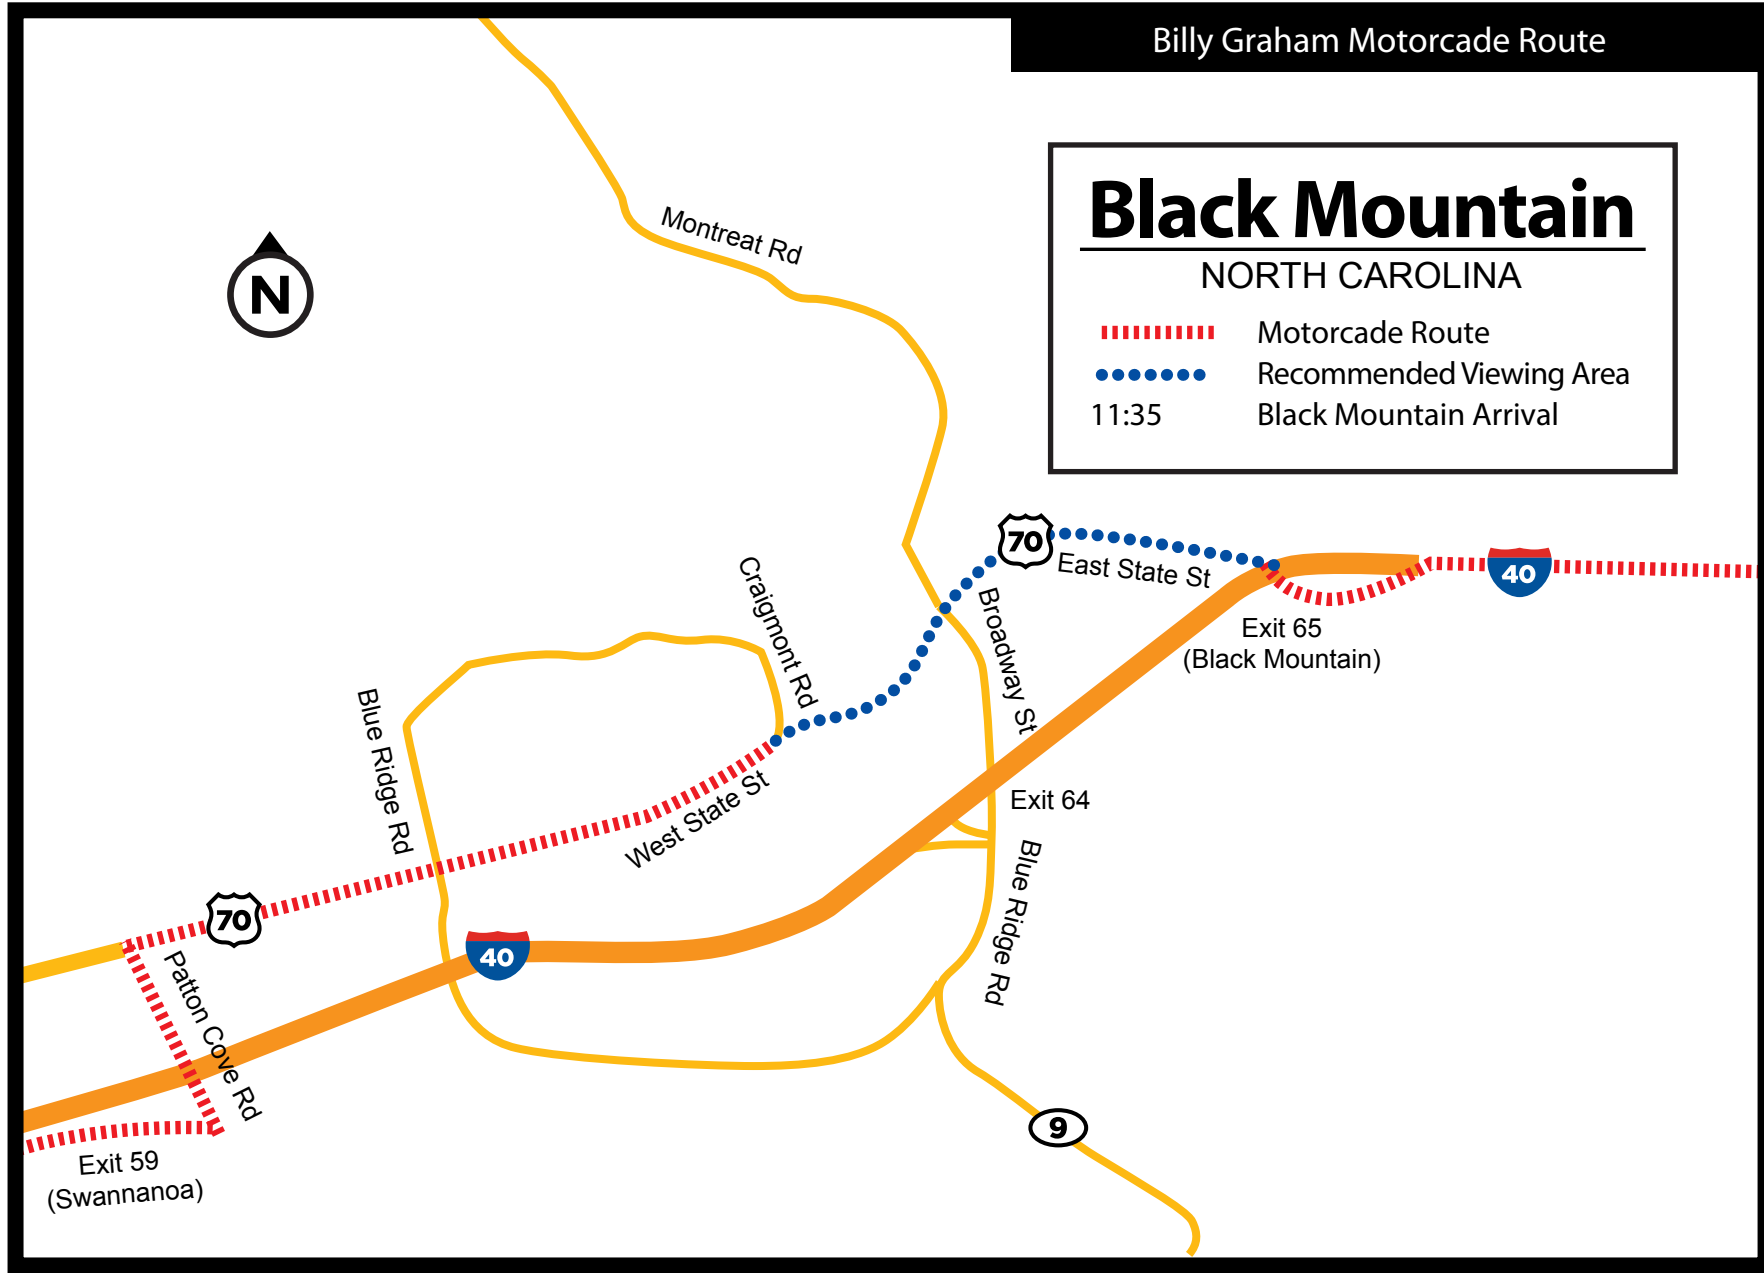 Billy Graham Motorcade Route
Black Mountain
NORTH CAROLINA
Motorcade Route
Recommended Viewing Area
11:35 Black Mountain Arrival
N
Montreat Rd
70
East State St
40
Craigmont Rd
Broadway St
Exit 65
(Black Mountain)
Blue Ridge Rd
West State St
Exit 64
Blue Ridge Rd
70
40
Patton Cove Rd
9
Exit 59
(Swannanoa)